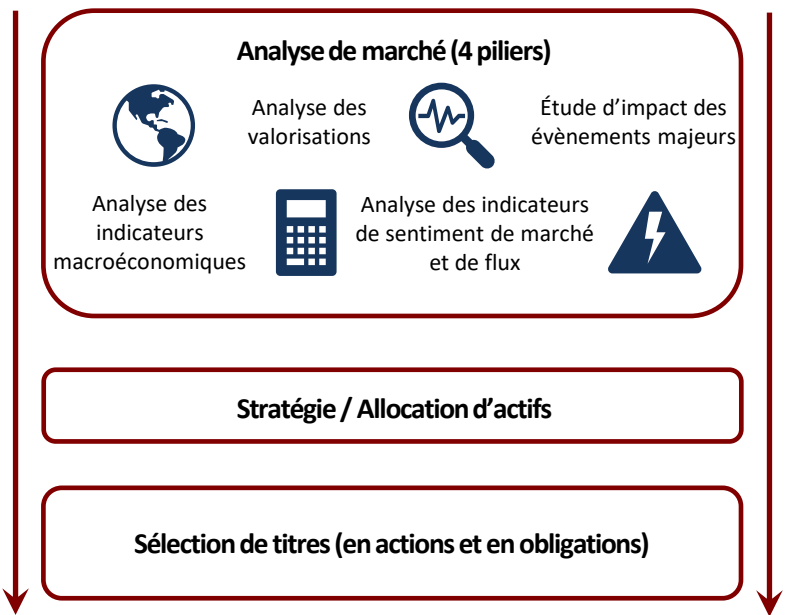 Analyse de marché (4 piliers)
Analyse des
valorisations
Étude d’impact des
évènements majeurs
Analyse des
indicateurs
macroéconomiques
Analyse des indicateurs
de sentiment de marché
et de flux
Stratégie / Allocation d’actifs
Sélection de titres (en actions et en obligations)